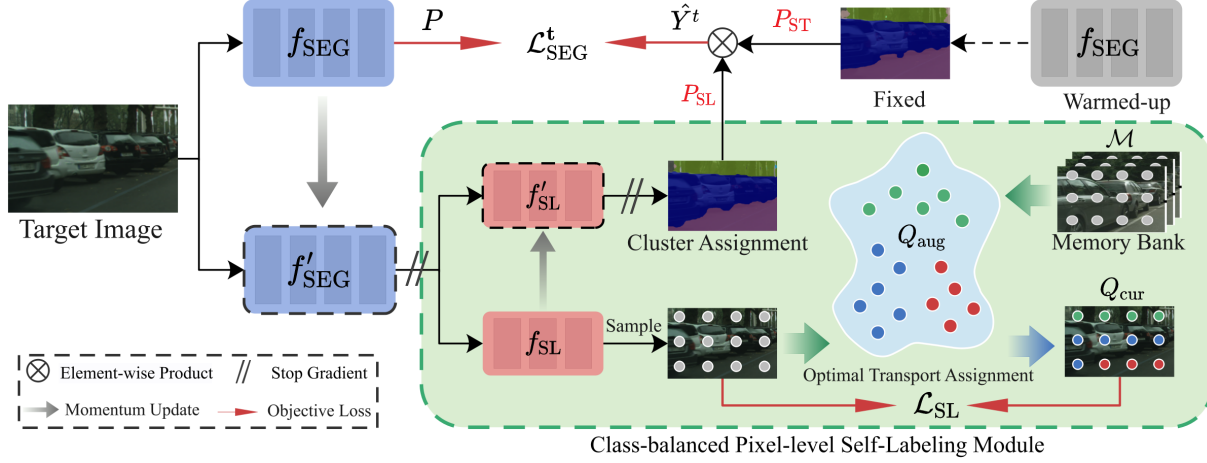 f_SEG
P
ℒ^t_SEG
Ŷ^t
P_ST
f_SEG
Fixed
Warmed-up
P_SL
Target Image
ℳ
f′_SL
Cluster Assignment
Q_aug
Memory Bank
f′_SEG
Q_cur
f_SL
Sample
Element-wise Product
Stop Gradient
Optimal Transport Assignment
Momentum Update
Objective Loss
ℒ_SL
Class-balanced Pixel-level Self-Labeling Module